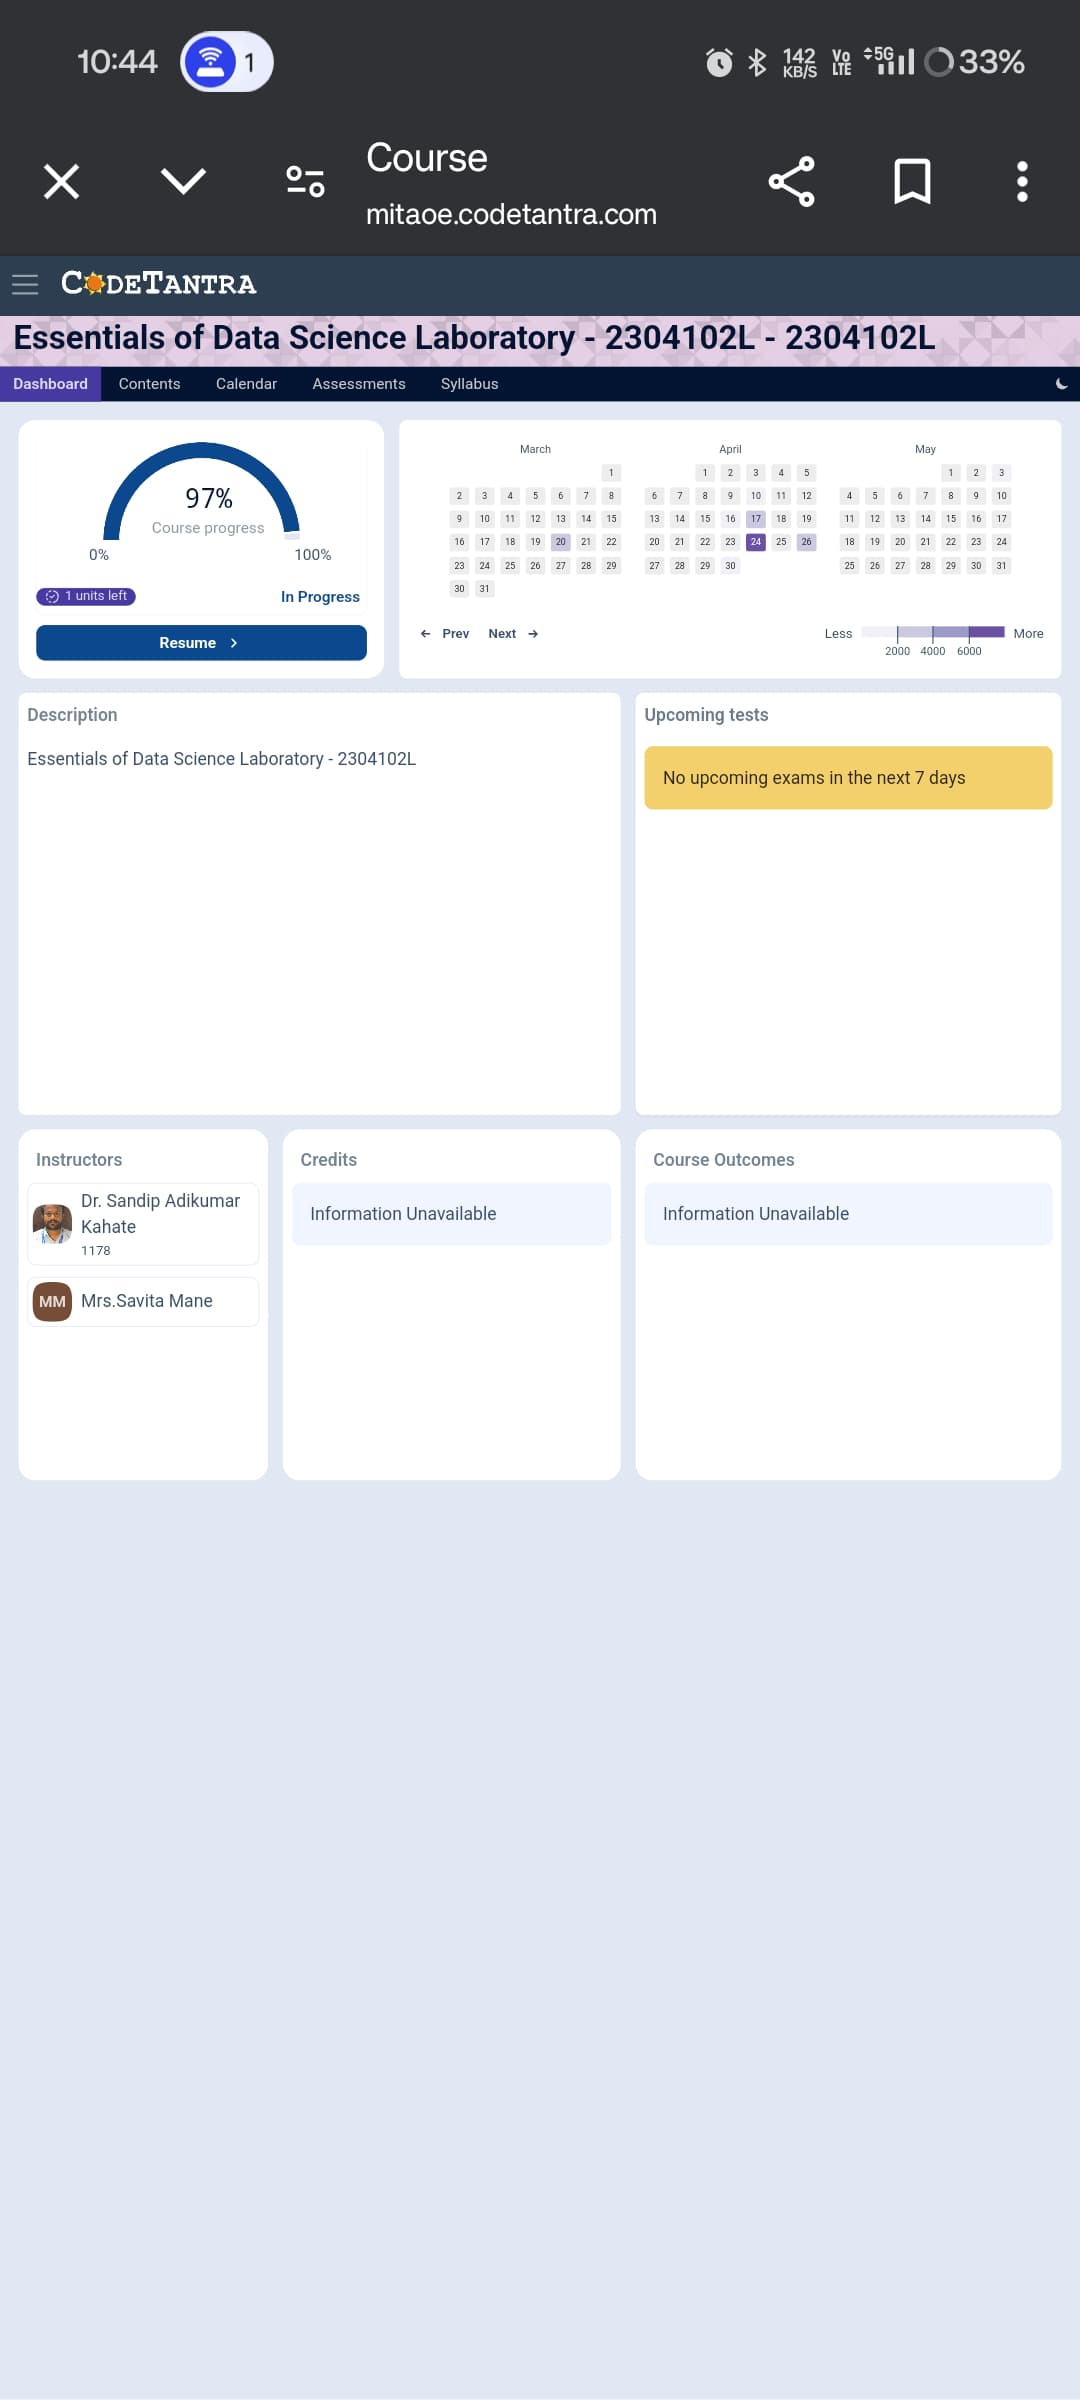 10:44
1
142
KB/S
Vo
LTE
5G
33%
Course
mitaoe.codetantra.com
CODETANTRA
Essentials of Data Science Laboratory - 2304102L - 2304102L
Dashboard Contents Calendar Assessments Syllabus
97%
Course progress
0% 100%
1 units left
In Progress
Resume
March
1
2 3 4 5 6 7 8
9 10 11 12 13 14 15
16 17 18 19 20 21 22
23 24 25 26 27 28 29
30 31
April
1 2 3 4 5
6 7 8 9 10 11 12
13 14 15 16 17 18 19
20 21 22 23 24 25 26
27 28 29 30
May
1 2 3
4 5 6 7 8 9 10
11 12 13 14 15 16 17
18 19 20 21 22 23 24
25 26 27 28 29 30 31
Prev Next
Less More
2000 4000 6000
Description
Essentials of Data Science Laboratory - 2304102L
Upcoming tests
No upcoming exams in the next 7 days
Instructors
Dr. Sandip Adikumar
Kahate
1178
MM Mrs.Savita Mane
Credits
Information Unavailable
Course Outcomes
Information Unavailable